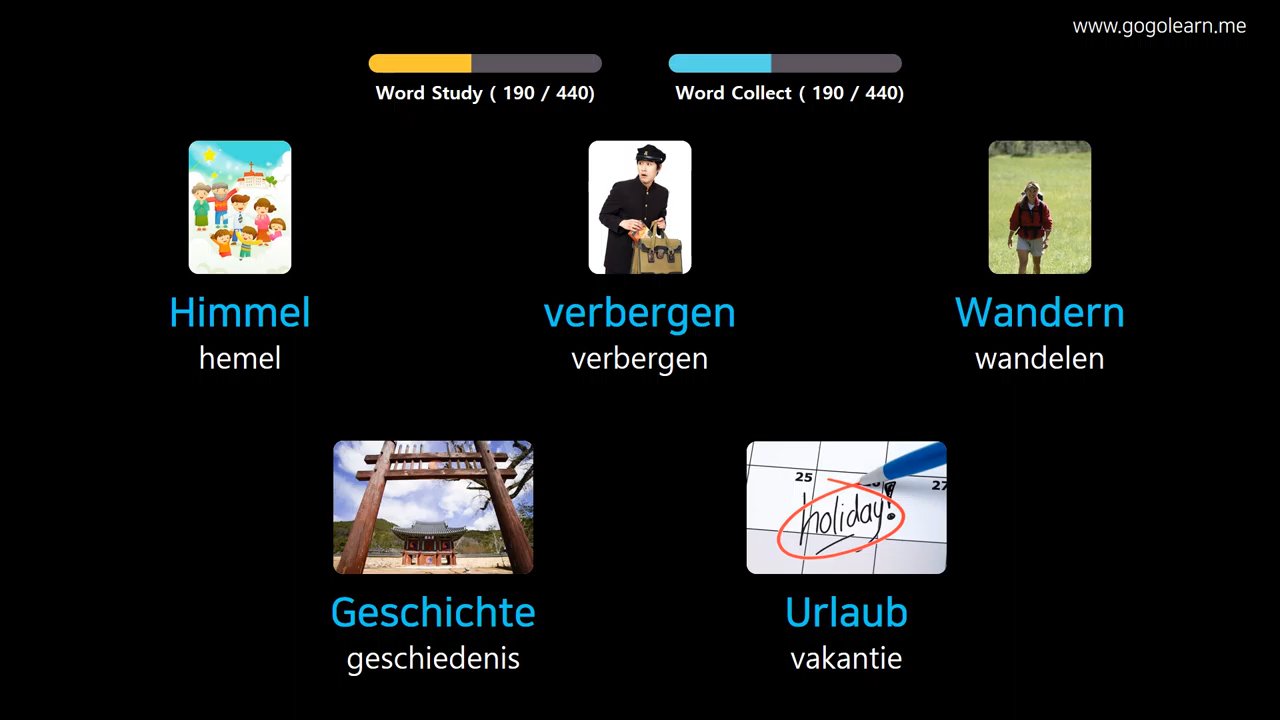 www.gogolearn.me
Word Study ( 190 / 440)
Word Collect ( 190 / 440)
Himmel
hemel
verbergen
verbergen
Wandern
wandelen
25
27
holiday!
Geschichte
geschiedenis
Urlaub
vakantie